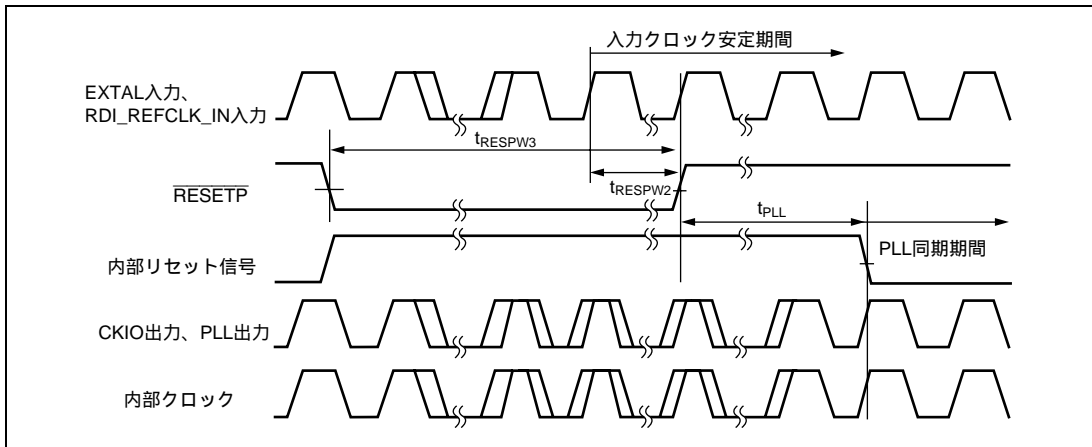 入力クロック安定期間
EXTAL入力、
RDI_REFCLK_IN入力
tRESPW3
RESETP
tRESPW2
tPLL
PLL同期期間
内部リセット信号
CKIO出力、PLL出力
内部クロック